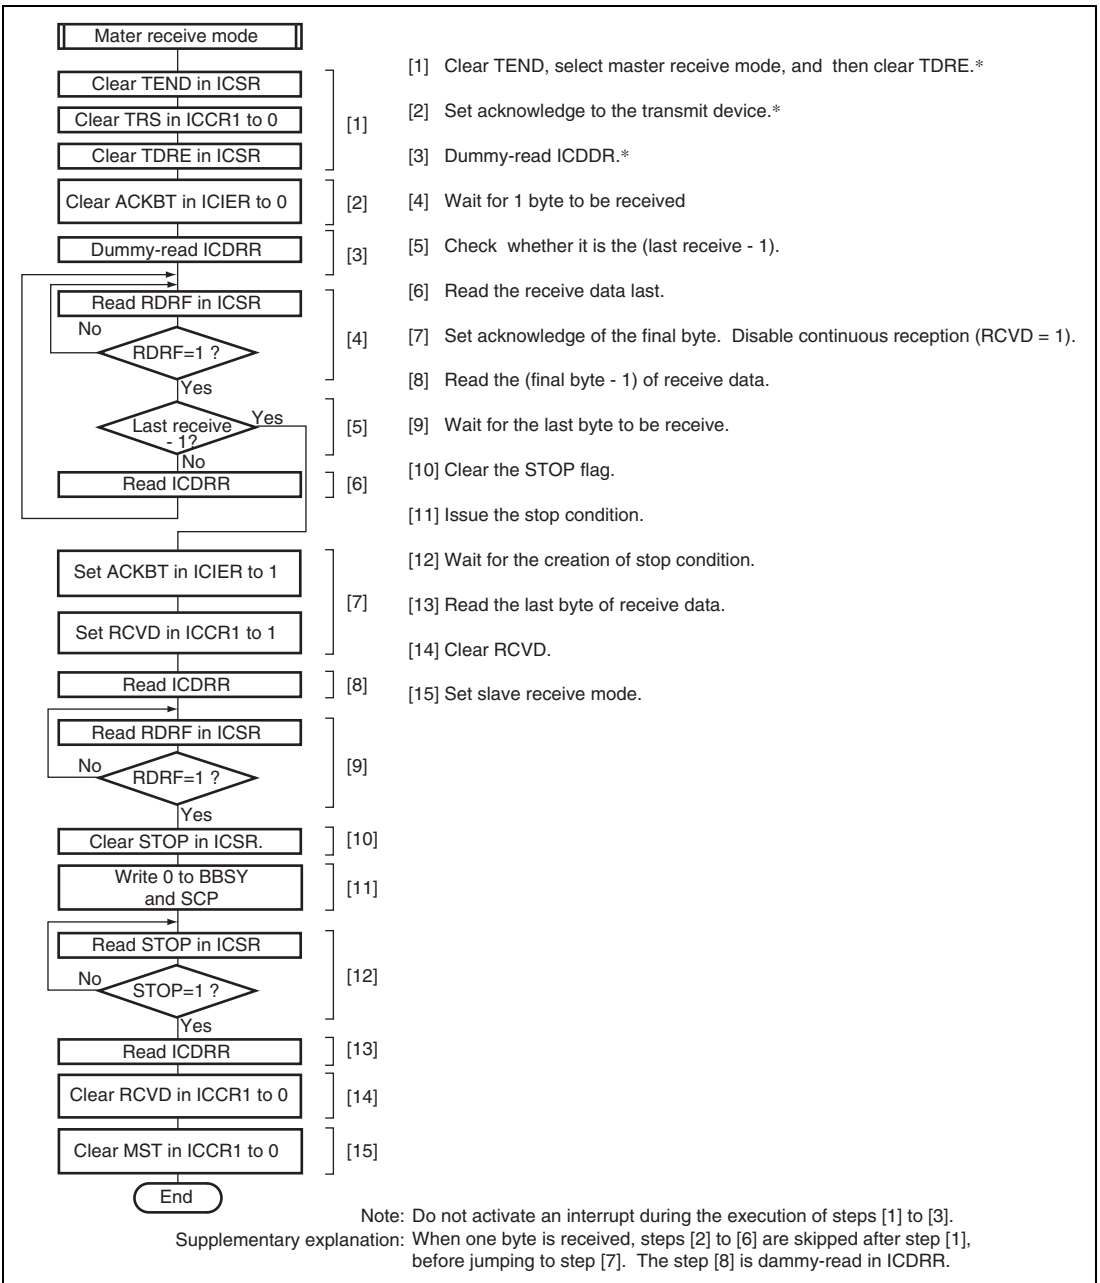 Mater receive mode
Clear TEND in ICSR
Clear TRS in ICCR1 to 0
Clear TDRE in ICSR
[1]
Clear ACKBT in ICIER to 0
[2]
Dummy-read ICDRR
[3]
Read RDRF in ICSR
No
RDRF=1 ?
[4]
Yes
Last receive
- 1?
Yes
[5]
No
Read ICDRR
[6]
Set ACKBT in ICIER to 1
[7]
Set RCVD in ICCR1 to 1
Read ICDRR
[8]
Read RDRF in ICSR
No
RDRF=1 ?
[9]
Yes
Clear STOP in ICSR.
[10]
Write 0 to BBSY
and SCP
[11]
Read STOP in ICSR
No
STOP=1 ?
[12]
Yes
Read ICDRR
[13]
Clear RCVD in ICCR1 to 0
[14]
Clear MST in ICCR1 to 0
[15]
End
[1] Clear TEND, select master receive mode, and then clear TDRE.*
[2] Set acknowledge to the transmit device.*
[3] Dummy-read ICDDR.*
[4] Wait for 1 byte to be received
[5] Check whether it is the (last receive - 1).
[6] Read the receive data last.
[7] Set acknowledge of the final byte. Disable continuous reception (RCVD = 1).
[8] Read the (final byte - 1) of receive data.
[9] Wait for the last byte to be receive.
[10] Clear the STOP flag.
[11] Issue the stop condition.
[12] Wait for the creation of stop condition.
[13] Read the last byte of receive data.
[14] Clear RCVD.
[15] Set slave receive mode.
Note: Do not activate an interrupt during the execution of steps [1] to [3].
Supplementary explanation: When one byte is received, steps [2] to [6] are skipped after step [1],
before jumping to step [7]. The step [8] is dammy-read in ICDRR.